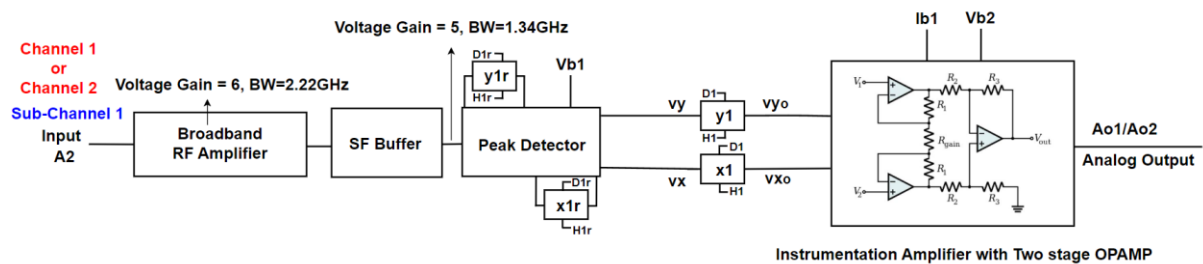 Channel 1
or
Channel 2
Sub-Channel 1
Input
A2
Voltage Gain = 6, BW=2.22GHz
Broadband
RF Amplifier
SF Buffer
Voltage Gain = 5, BW=1.34GHz
D1r
y1r
H1r
Vb1
Peak Detector
D1r
x1r
H1r
vy
D1
y1
H1
vyo
vx
D1
x1
H1
vxo
Ib1
Vb2
V1
R2
R3
R1
Rgain
R1
Vout
V2
R2
R3
Ao1/Ao2
Analog Output
Instrumentation Amplifier with Two stage OPAMP